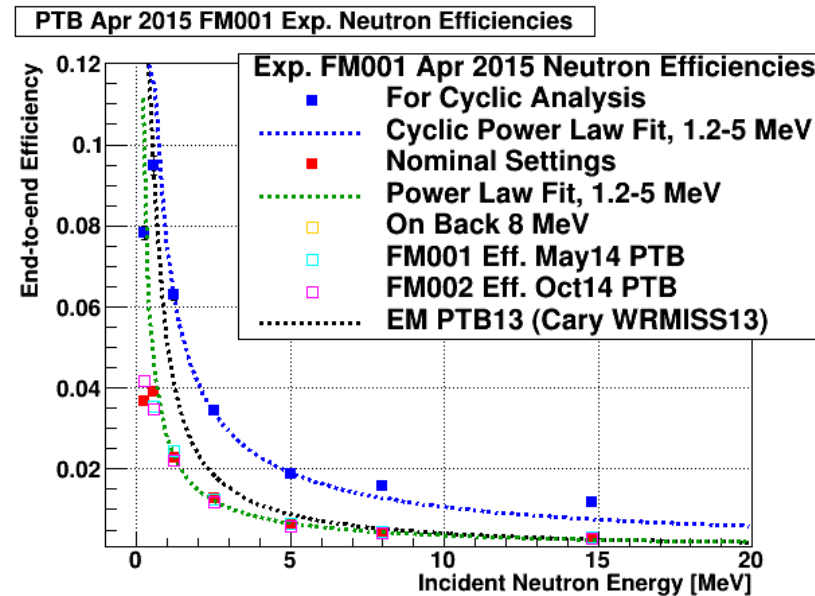 PTB Apr 2015 FM001 Exp. Neutron Efficiencies
Exp. FM001 Apr 2015 Neutron Efficiencies
For Cyclic Analysis
Cyclic Power Law Fit, 1.2-5 MeV
Nominal Settings
Power Law Fit, 1.2-5 MeV
On Back 8 MeV
FM001 Eff. May14 PTB
FM002 Eff. Oct14 PTB
EM PTB13 (Cary WRMISS13)
End-to-end Efficiency
0.12
0.1
0.08
0.06
0.04
0.02
0 5 10 15 20
Incident Neutron Energy [MeV]